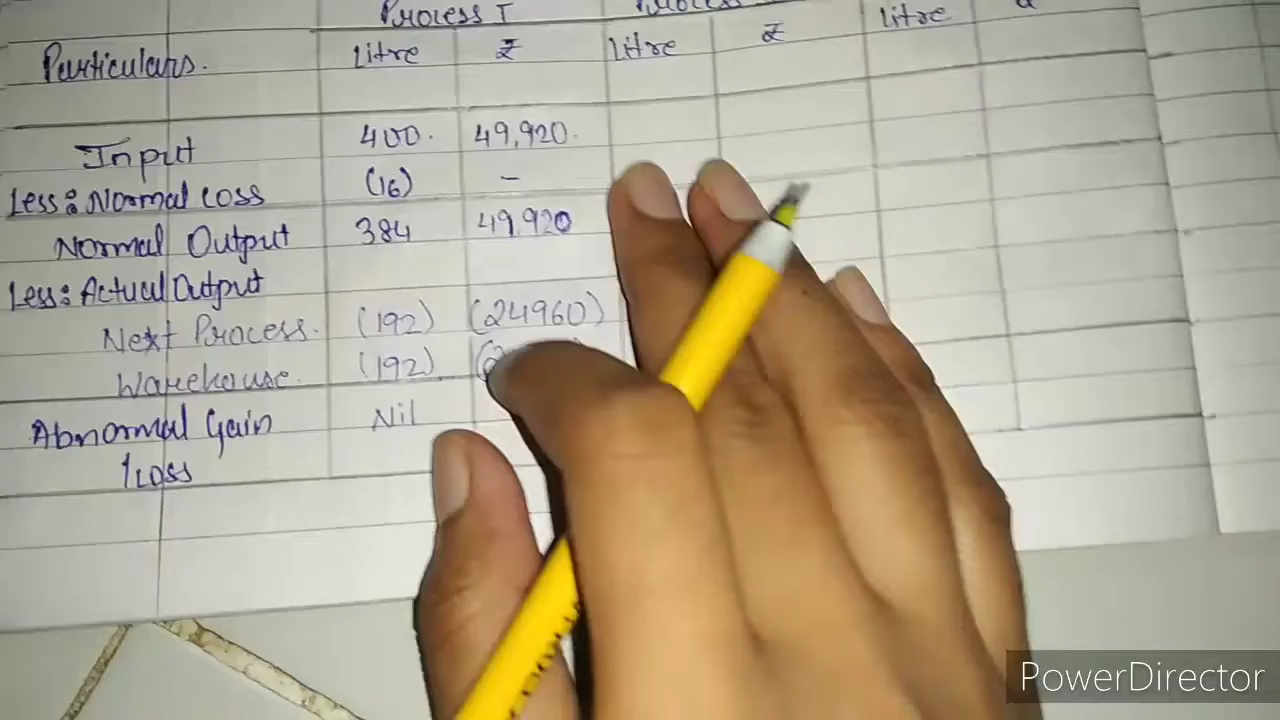 Process I Process
Litre ₹ Litre ₹ Litre
Particulars.
Input 400. 49,920.
Less: Normal Loss (16) -
Normal Output 384 49,920
Less: Actual Output
Next Process. (192) (24960)
Warehouse. (192)
Abnormal Gain Nil
/Loss
PowerDirector